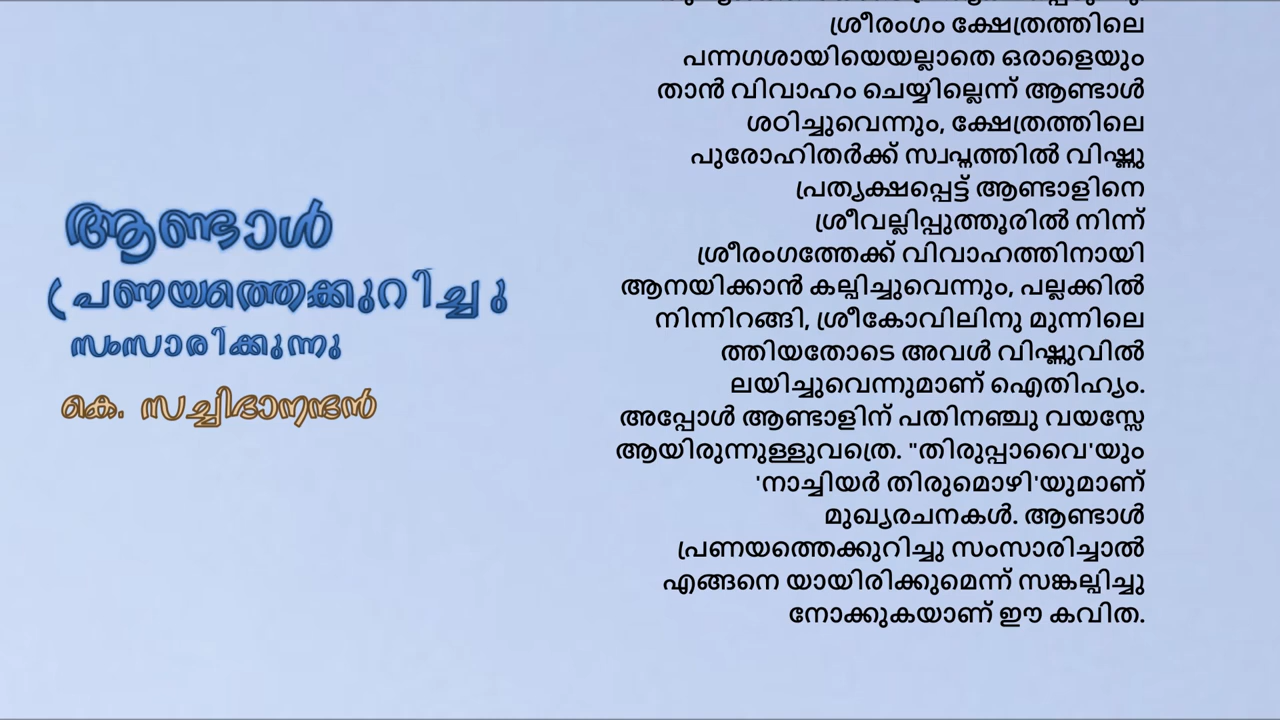 ആണ്ടാൾ
പ്രണയത്തെക്കുറിച്ചു
സംസാരിക്കുന്നു
കെ. സച്ചിദാനന്ദൻ
ശ്രീരംഗം ക്ഷേത്രത്തിലെ
പന്നഗശായിയെയല്ലാതെ ഒരാളെയും
താൻ വിവാഹം ചെയ്യില്ലെന്ന് ആണ്ടാൾ
ശഠിച്ചുവെന്നും, ക്ഷേത്രത്തിലെ
പുരോഹിതർക്ക് സ്വപ്നത്തിൽ വിഷ്ണു
പ്രത്യക്ഷപ്പെട്ട് ആണ്ടാളിനെ
ശ്രീവല്ലിപ്പുത്തൂരിൽ നിന്ന്
ശ്രീരംഗത്തേക്ക് വിവാഹത്തിനായി
ആനയിക്കാൻ കല്പിച്ചുവെന്നും, പല്ലക്കിൽ
നിന്നിറങ്ങി, ശ്രീകോവിലിനു മുന്നിലെ
ത്തിയതോടെ അവൾ വിഷ്ണുവിൽ
ലയിച്ചുവെന്നുമാണ് ഐതിഹ്യം.
അപ്പോൾ ആണ്ടാളിന് പതിനഞ്ചു വയസ്സേ
ആയിരുന്നുള്ളുവത്രെ. "തിരുപ്പാവൈ'യും
'നാച്ചിയർ തിരുമൊഴി'യുമാണ്
മുഖ്യരചനകൾ. ആണ്ടാൾ
പ്രണയത്തെക്കുറിച്ചു സംസാരിച്ചാൽ
എങ്ങനെ യായിരിക്കുമെന്ന് സങ്കല്പിച്ചു
നോക്കുകയാണ് ഈ കവിത.